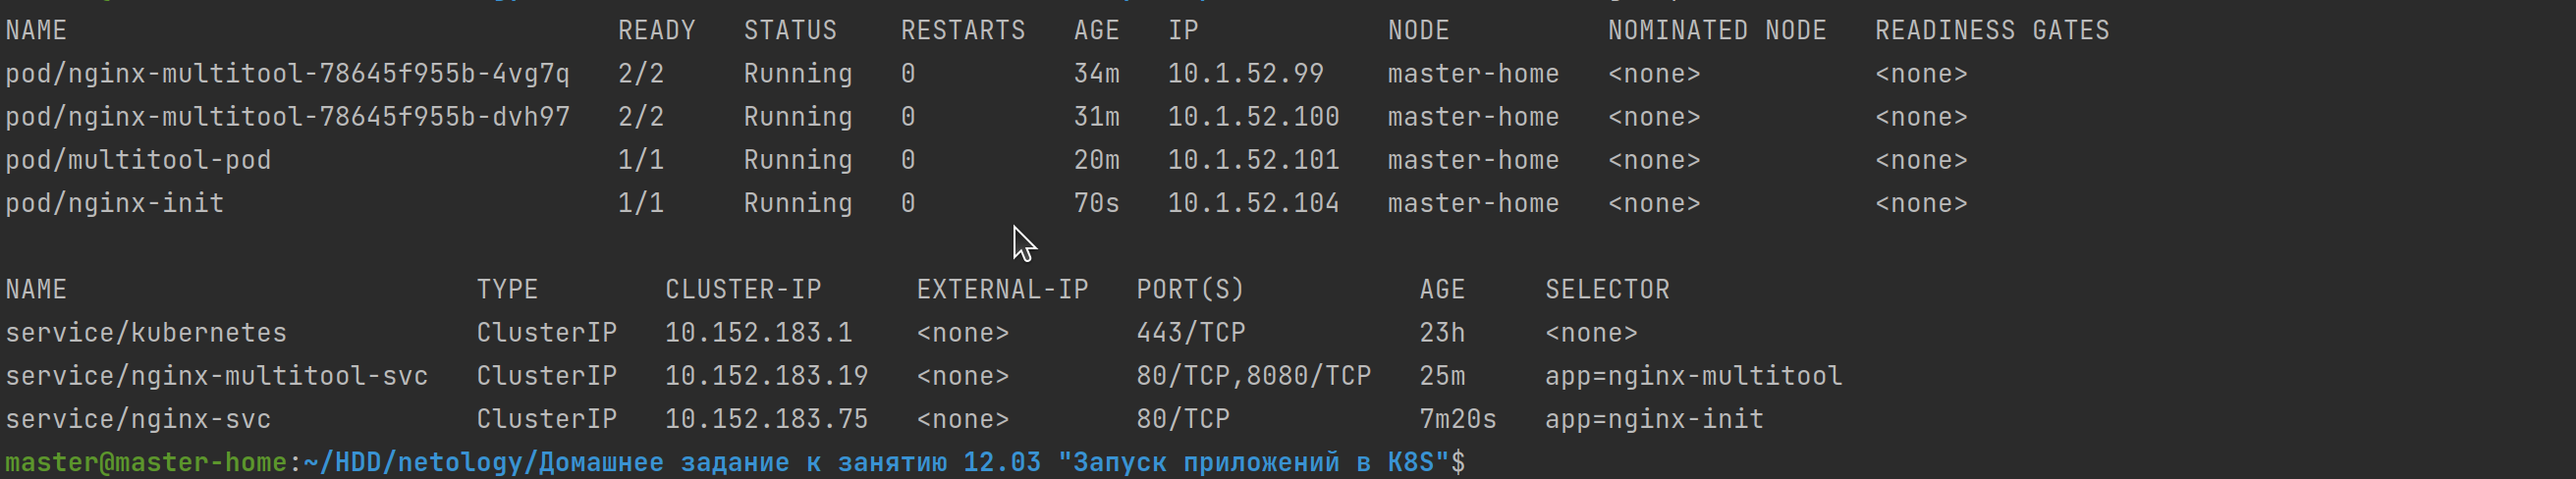 NAME READY STATUS RESTARTS AGE IP NODE NOMINATED NODE READINESS GATES
pod/nginx-multitool-78645f955b-4vg7q 2/2 Running 0 34m 10.1.52.99 master-home <none> <none>
pod/nginx-multitool-78645f955b-dvh97 2/2 Running 0 31m 10.1.52.100 master-home <none> <none>
pod/multitool-pod 1/1 Running 0 20m 10.1.52.101 master-home <none> <none>
pod/nginx-init 1/1 Running 0 70s 10.1.52.104 master-home <none> <none>
NAME TYPE CLUSTER-IP EXTERNAL-IP PORT(S) AGE SELECTOR
service/kubernetes ClusterIP 10.152.183.1 <none> 443/TCP 23h <none>
service/nginx-multitool-svc ClusterIP 10.152.183.19 <none> 80/TCP,8080/TCP 25m app=nginx-multitool
service/nginx-svc ClusterIP 10.152.183.75 <none> 80/TCP 7m20s app=nginx-init
master@master-home:~/HDD/netology/Домашнее задание к занятию 12.03 "Запуск приложений в K8S"$